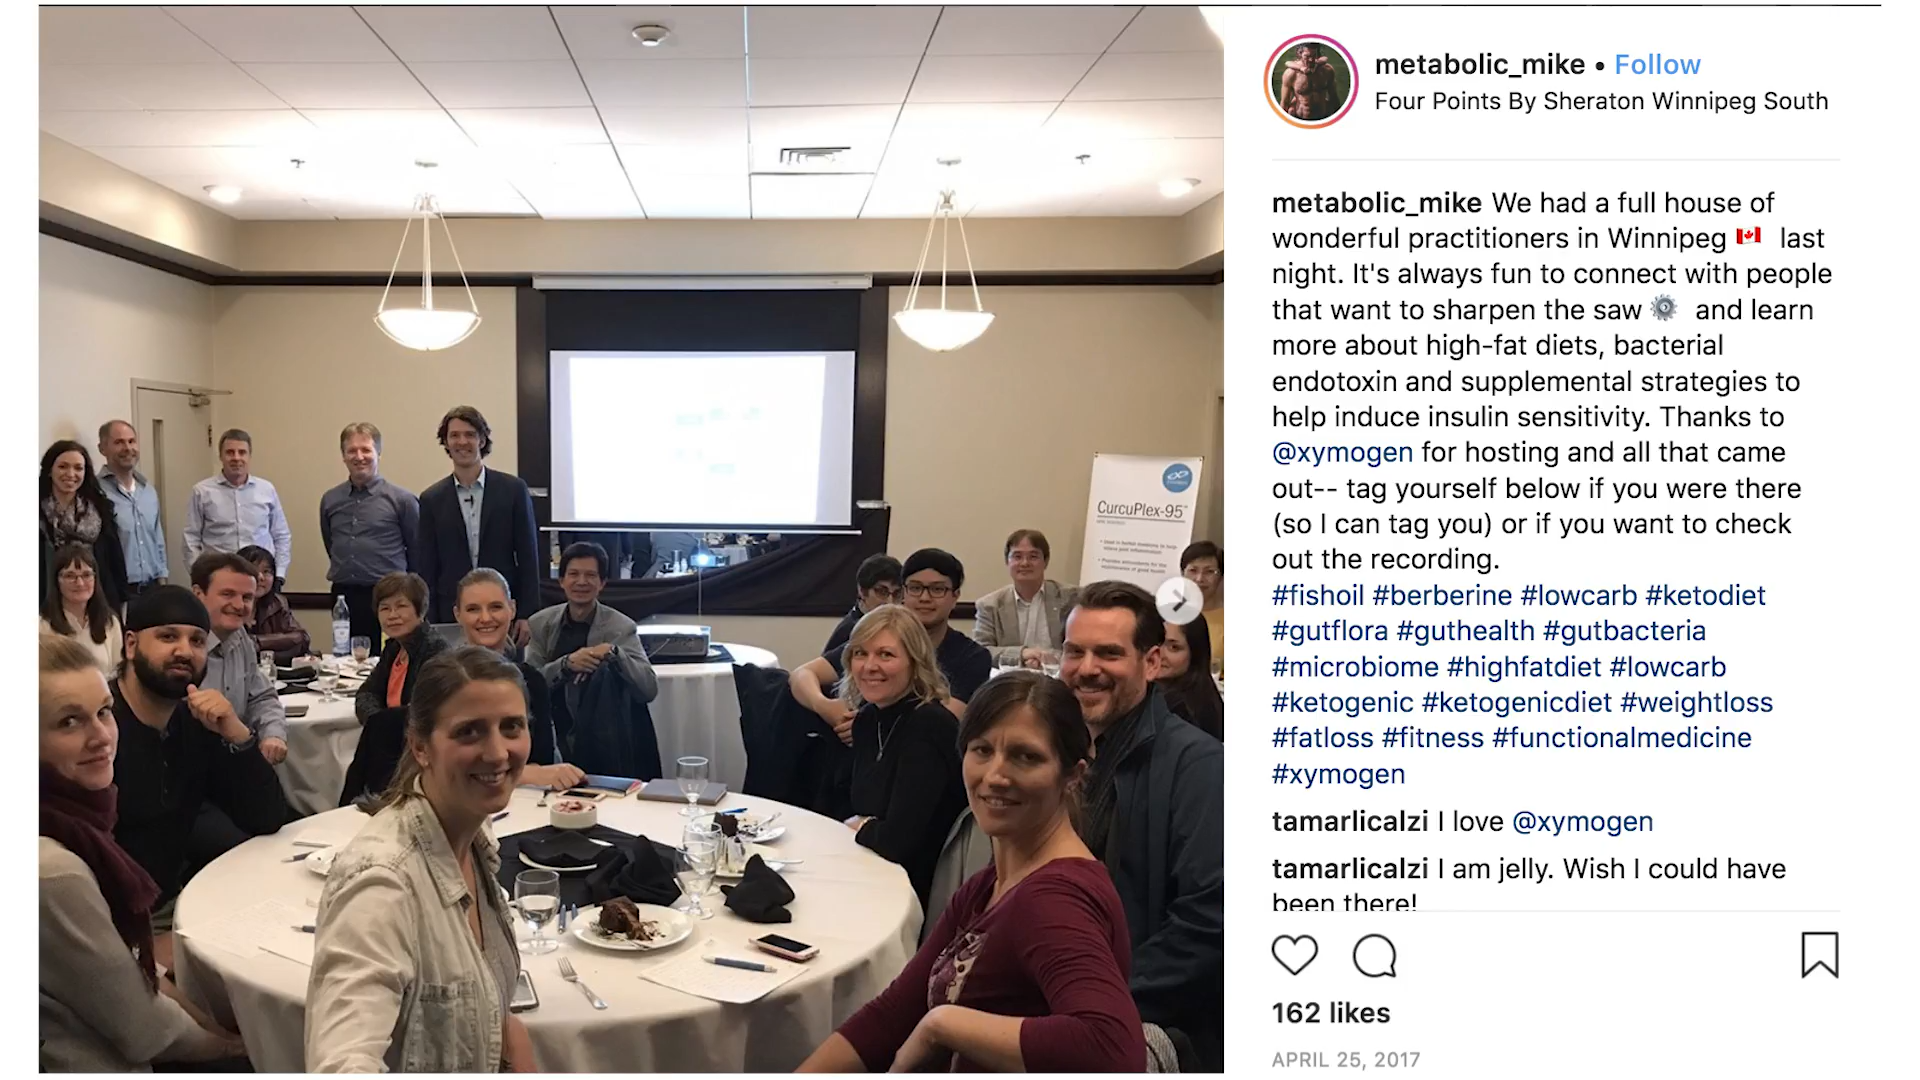 metabolic_mike • Follow
Four Points By Sheraton Winnipeg South
metabolic_mike We had a full house of
wonderful practitioners in Winnipeg 🇨🇦 last
night. It's always fun to connect with people
that want to sharpen the saw ⚙️ and learn
more about high-fat diets, bacterial
endotoxin and supplemental strategies to
help induce insulin sensitivity. Thanks to
@xymogen for hosting and all that came
out-- tag yourself below if you were there
(so I can tag you) or if you want to check
out the recording.
#fishoil #berberine #lowcarb #ketodiet
#gutflora #guthealth #gutbacteria
#microbiome #highfatdiet #lowcarb
#ketogenic #ketogenicdiet #weightloss
#fatloss #fitness #functionalmedicine
#xymogen
tamarlicalzi I love @xymogen
tamarlicalzi I am jelly. Wish I could have
been there!
162 likes
APRIL 25, 2017
CurcuPlex-95™